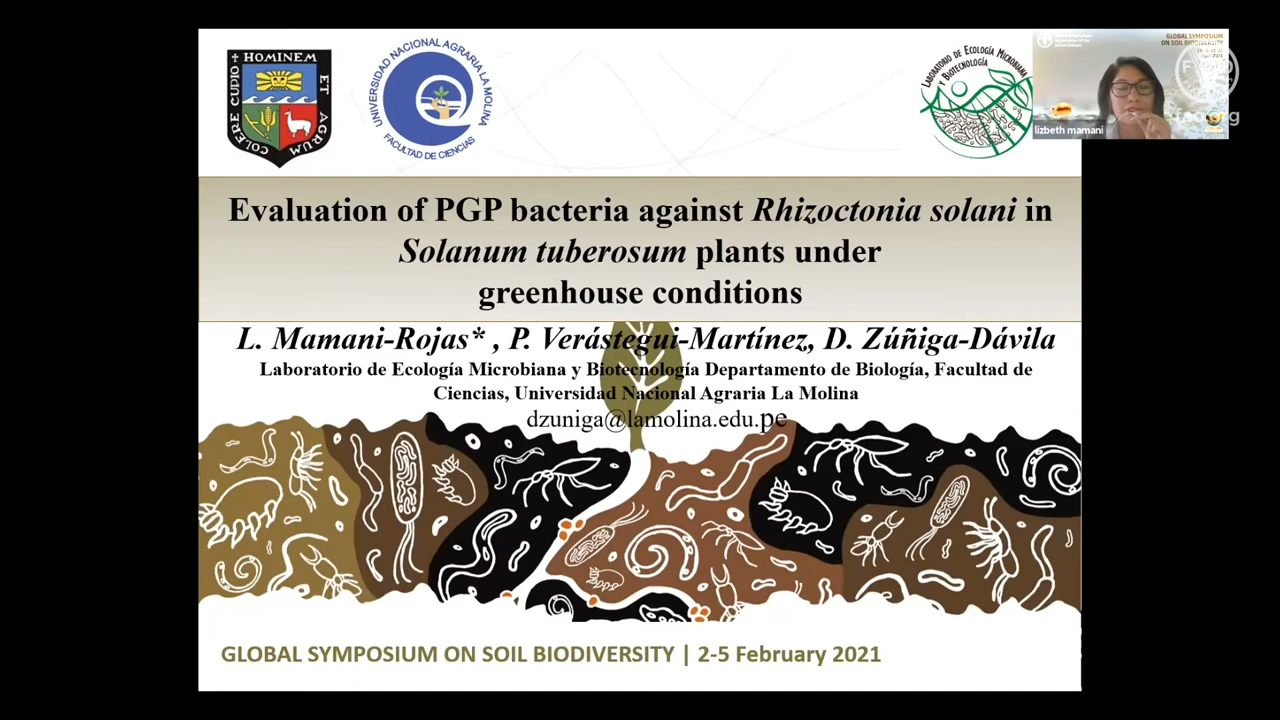 COLERE CUDIO + HOMINEM ET AGRUM
UNIVERSIDAD NACIONAL AGRARIA LA MOLINA
FACULTAD DE CIENCIAS
LABORATORIO DE ECOLOGÍA MICROBIANA
Y BIOTECNOLOGÍA
GLOBAL SYMPOSIUM
ON SOIL BIODIVERSITY
lizbeth mamani
Evaluation of PGP bacteria against Rhizoctonia solani in
Solanum tuberosum plants under
greenhouse conditions
L. Mamani-Rojas* , P. Verástegui-Martínez, D. Zúñiga-Dávila
Laboratorio de Ecología Microbiana y Biotecnología Departamento de Biología, Facultad de
Ciencias, Universidad Nacional Agraria La Molina
dzuniga@lamolina.edu.pe
GLOBAL SYMPOSIUM ON SOIL BIODIVERSITY | 2-5 February 2021